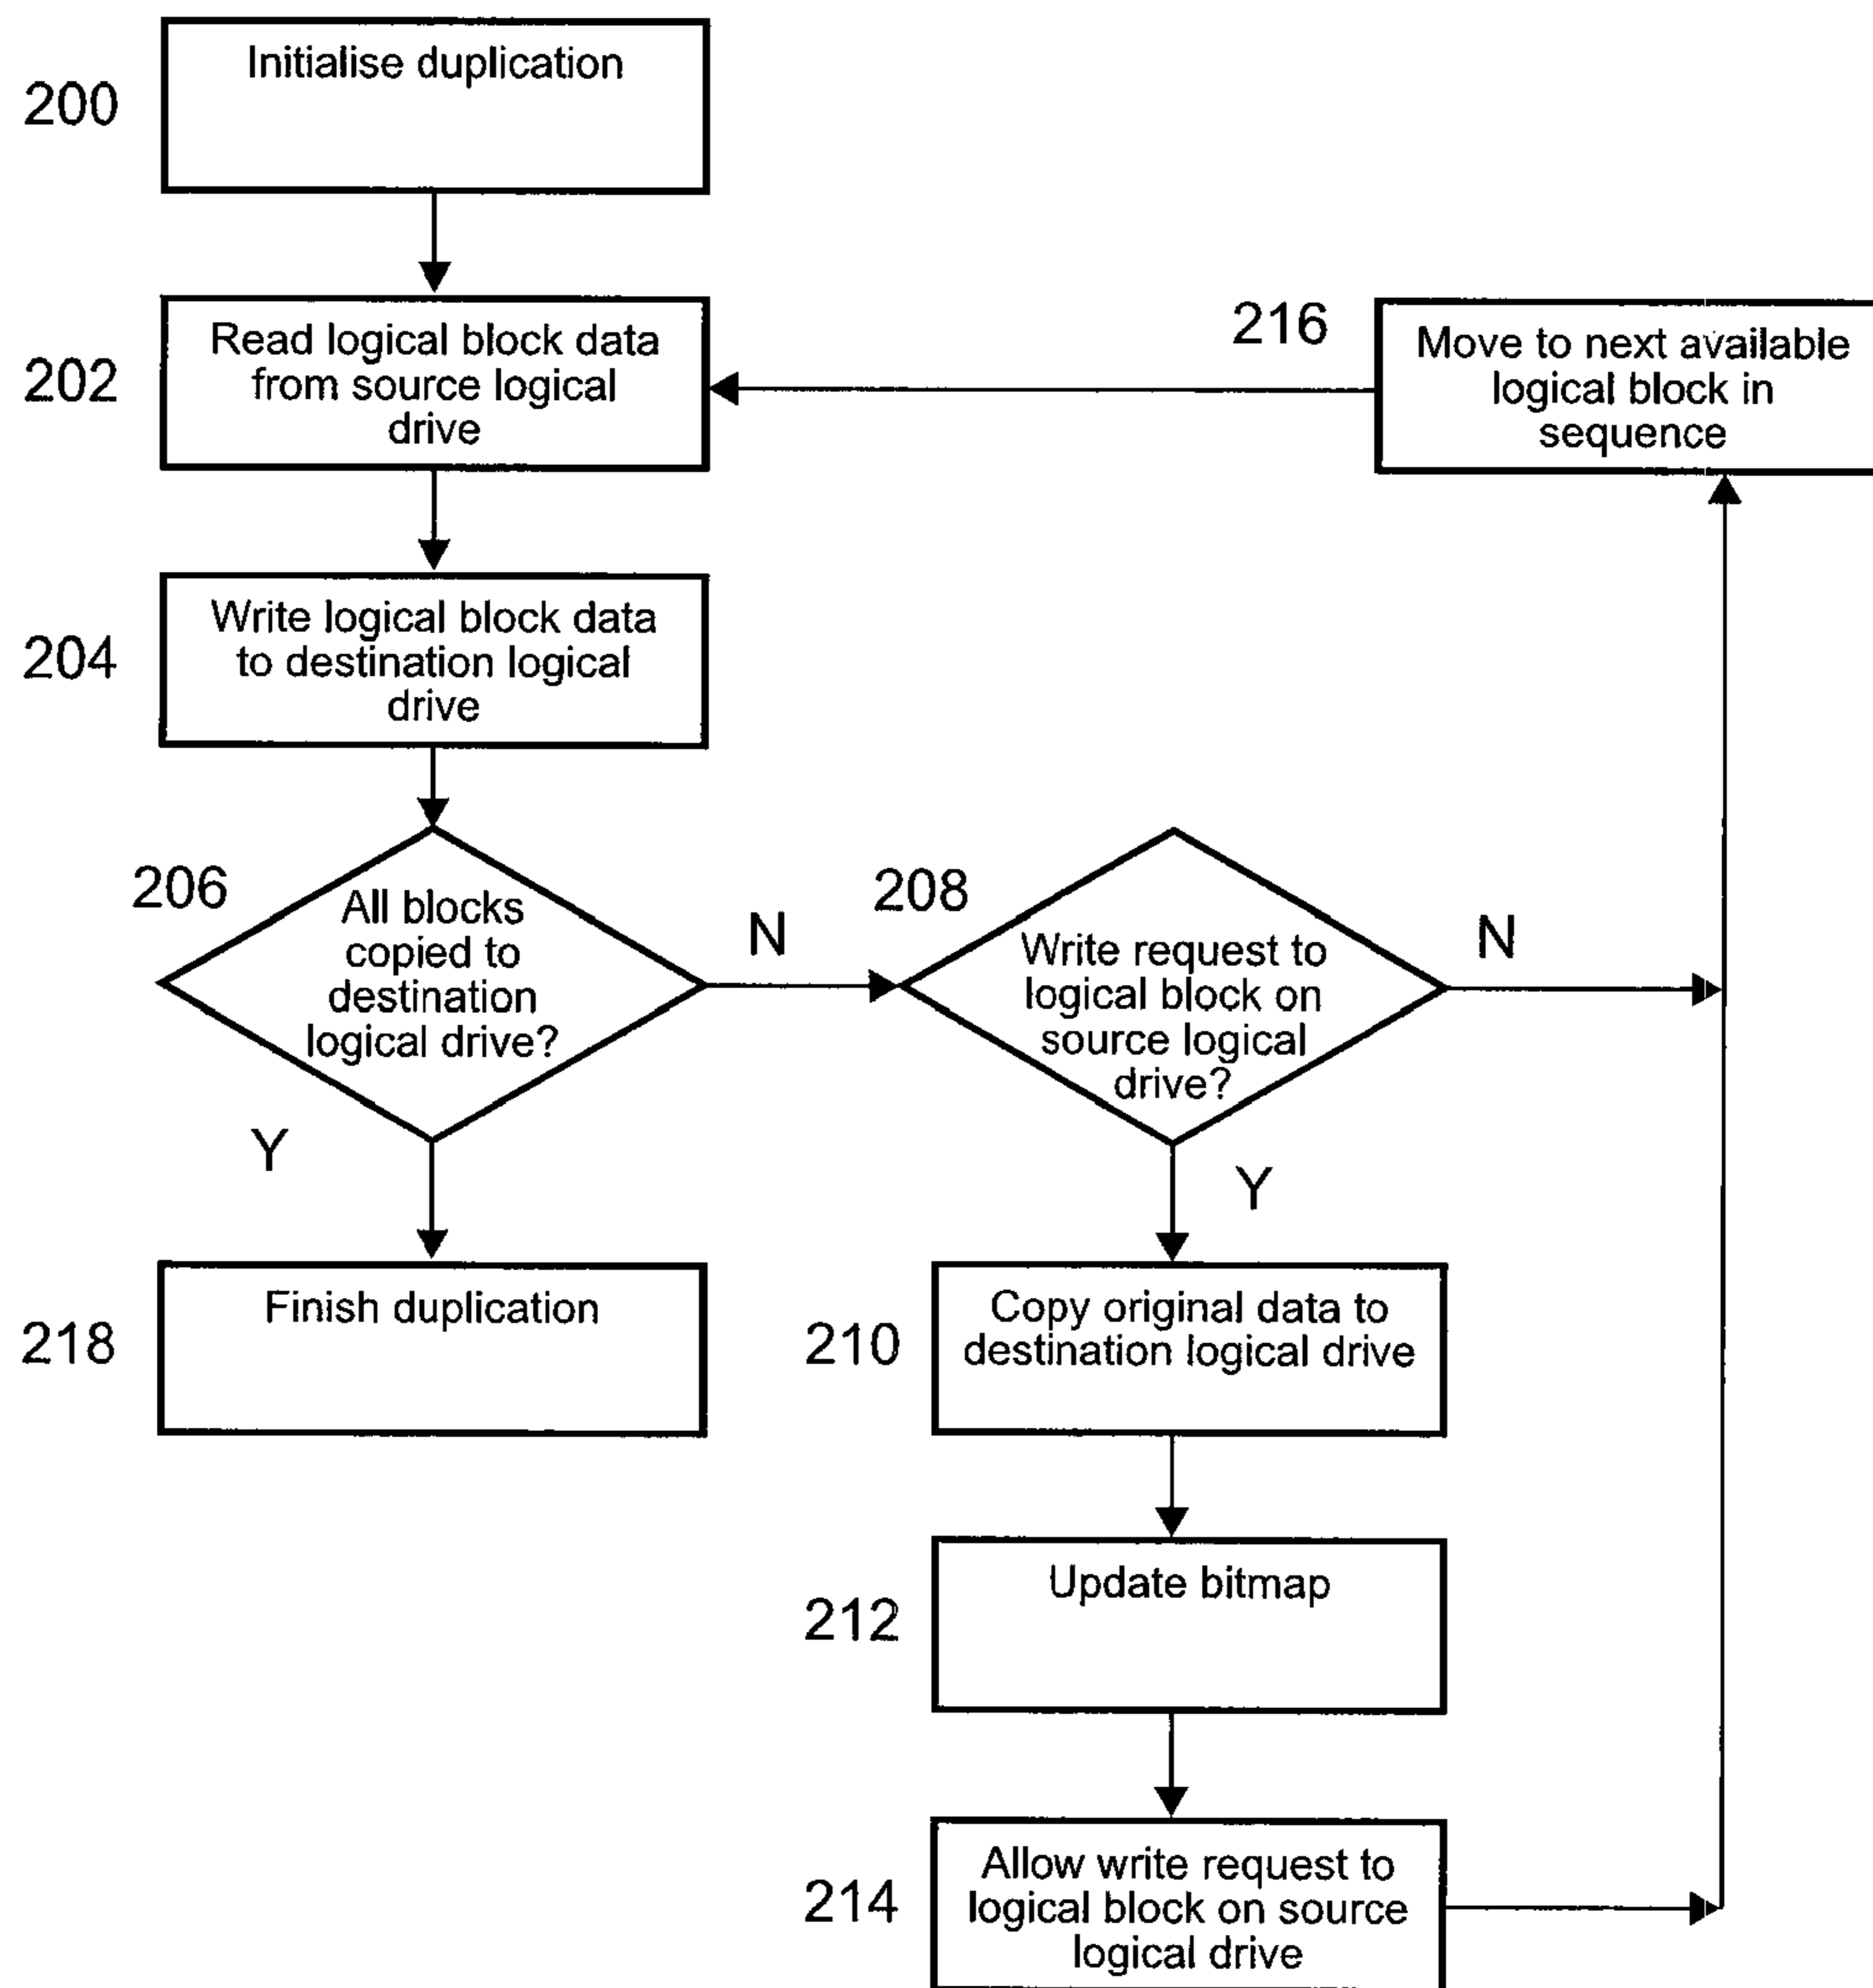 200
Initialise duplication
202
Read logical block data
from source logical
drive
216
Move to next available
logical block in
sequence
204
Write logical block data
to destination logical
drive
206
All blocks
copied to
destination
logical drive?
N
Y
208
Write request to
logical block on
source logical
drive?
N
Y
218
Finish duplication
210
Copy original data to
destination logical drive
212
Update bitmap
214
Allow write request to
logical block on source
logical drive